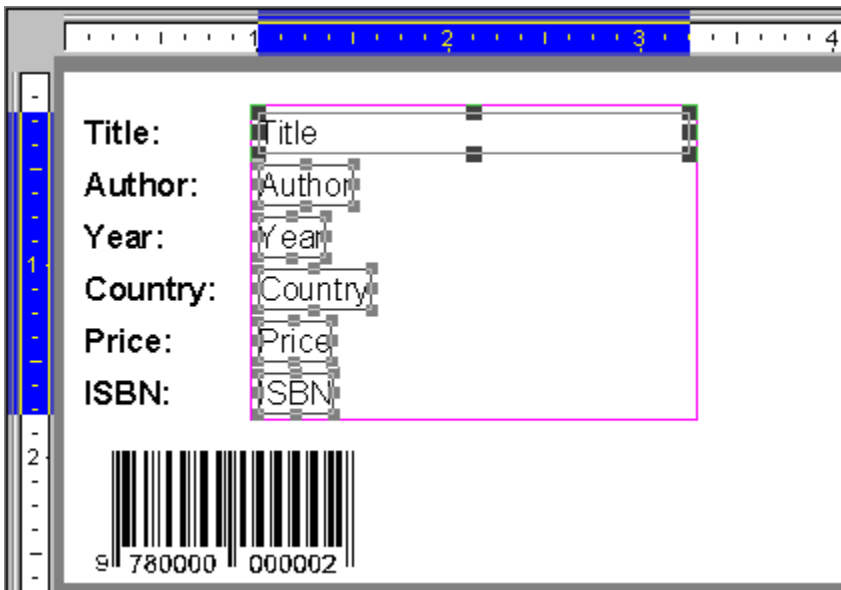 1 2 3 4
Title: Title
Author: Author
Year: Year
1
Country: Country
Price: Price
ISBN: ISBN
2
9 780000 000002